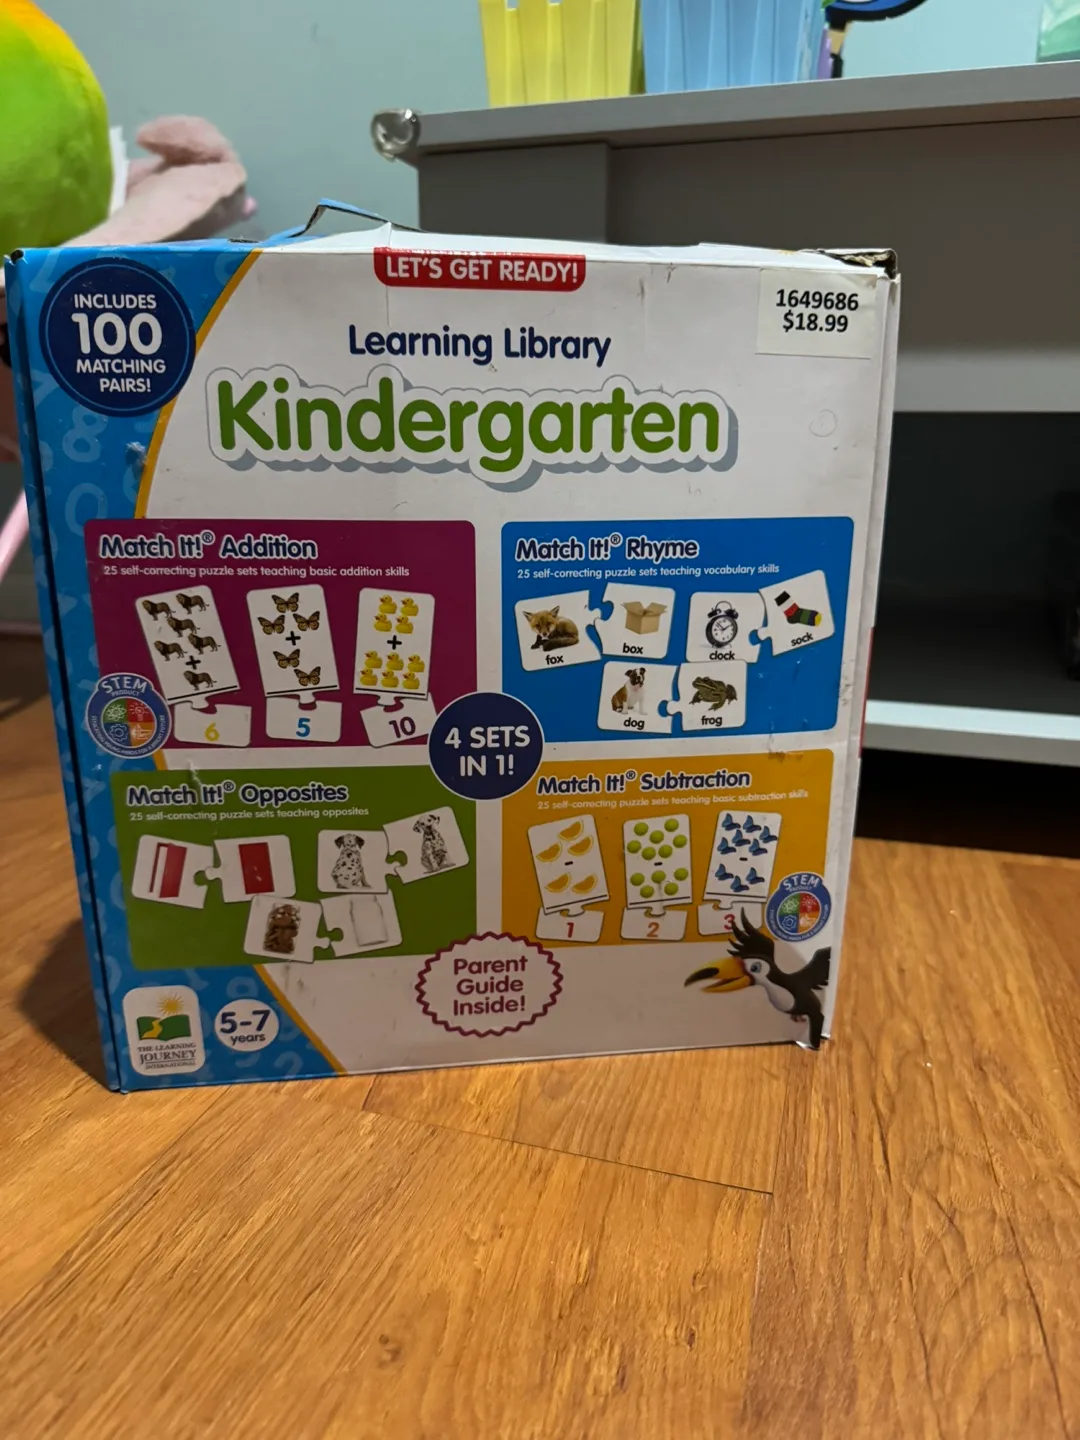 LET'S GET READY!
INCLUDES
100
MATCHING
PAIRS!
1649686
$18.99
Learning Library
Kindergarten
Match It!® Addition
25 self-correcting puzzle sets teaching basic addition skills
+
+
+
6
5
10
STEM
PRODUCT
Match It!® Rhyme
25 self-correcting puzzle sets teaching vocabulary skills
fox
box
clock
sock
dog
frog
4 SETS
IN 1!
Match It!® Opposites
25 self-correcting puzzle sets teaching opposites
Match It!® Subtraction
25 self-correcting puzzle sets teaching basic subtraction skills
-
-
-
1
2
3
STEM
PRODUCT
Parent
Guide
Inside!
THE LEARNING
JOURNEY
INTERNATIONAL
5-7
years